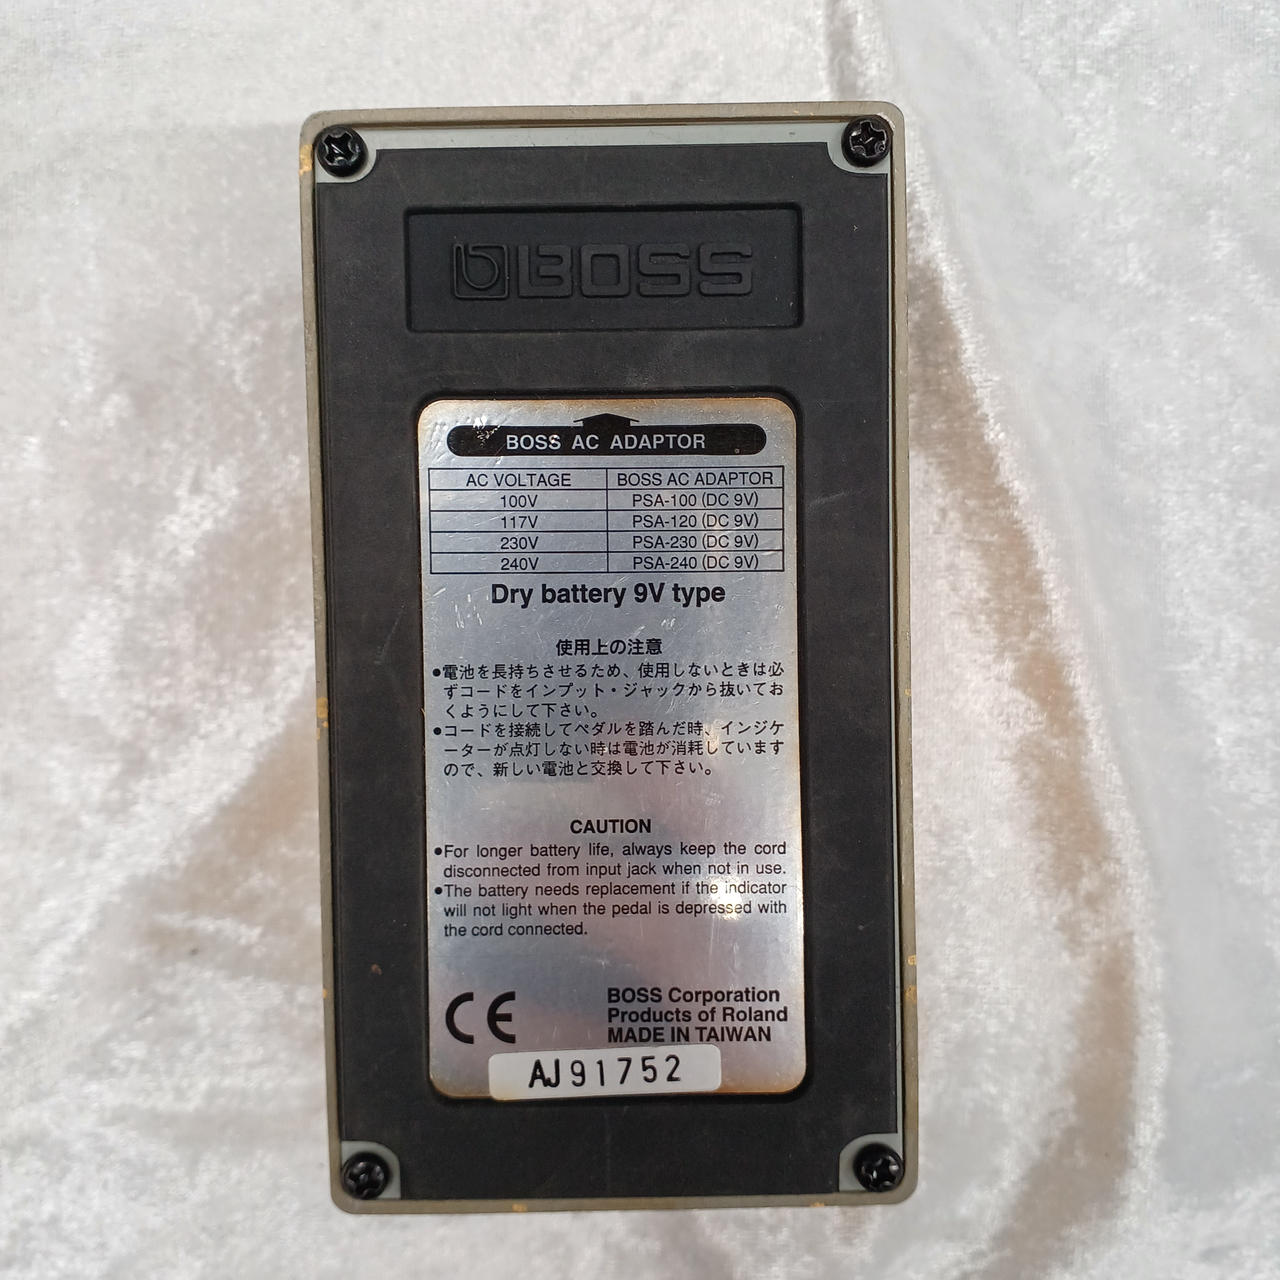 BOSS
BOSS AC ADAPTOR
AC VOLTAGE BOSS AC ADAPTOR
100V PSA-100 (DC 9V)
117V PSA-120 (DC 9V)
230V PSA-230 (DC 9V)
240V PSA-240 (DC 9V)
Dry battery 9V type
使用上の注意
●電池を長持ちさせるため、使用しないときは必
ずコードをインプット・ジャックから抜いてお
くようにして下さい。
●コードを接続してペダルを踏んだ時、インジケ
ーターが点灯しない時は電池が消耗しています
ので、新しい電池と交換して下さい。
CAUTION
●For longer battery life, always keep the cord
disconnected from input jack when not in use.
●The battery needs replacement if the indicator
will not light when the pedal is depressed with
the cord connected.
CE
BOSS Corporation
Products of Roland
MADE IN TAIWAN
AJ91752